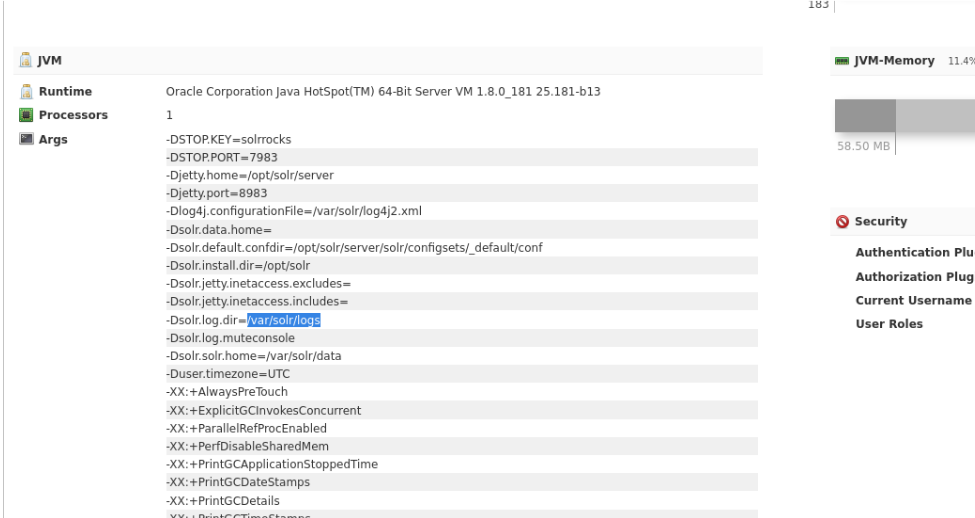 183
JVM
Runtime Oracle Corporation Java HotSpot(TM) 64-Bit Server VM 1.8.0_181 25.181-b13
Processors 1
Args -DSTOP.KEY=solrrocks
-DSTOP.PORT=7983
-Djetty.home=/opt/solr/server
-Djetty.port=8983
-Dlog4j.configurationFile=/var/solr/log4j2.xml
-Dsolr.data.home=
-Dsolr.default.confdir=/opt/solr/server/solr/configsets/_default/conf
-Dsolr.install.dir=/opt/solr
-Dsolr.jetty.inetaccess.excludes=
-Dsolr.jetty.inetaccess.includes=
-Dsolr.log.dir=/var/solr/logs
-Dsolr.log.muteconsole
-Dsolr.solr.home=/var/solr/data
-Duser.timezone=UTC
-XX:+AlwaysPreTouch
-XX:+ExplicitGCInvokesConcurrent
-XX:+ParallelRefProcEnabled
-XX:+PerfDisableSharedMem
-XX:+PrintGCApplicationStoppedTime
-XX:+PrintGCDateStamps
-XX:+PrintGCDetails
-XX:+PrintGCTimeStamps
JVM-Memory 11.4%
58.50 MB
Security
Authentication Plu
Authorization Plug
Current Username
User Roles